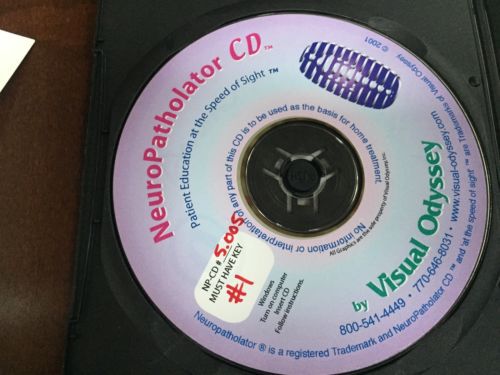 NeuroPatholator CD™
Patient Education at the Speed of Sight ™
© 2001
No information or interpretation of any part of this CD is to be used as the basis for home treatment.
All Graphics are the sole property of Visual Odyssey Inc.
NP-CD # 5.005
MUST HAVE KEY
#1
Windows
Turn on computer
Insert CD
Follow instructions.
by Visual Odyssey
800-541-4449 • 770-646-8031 • www.visual-odyssey.com
Neuropatholator ® is a registered Trademark and NeuroPatholator CD ™ and 'at the speed of sight' ™ are Trademarks of Visual Odyssey